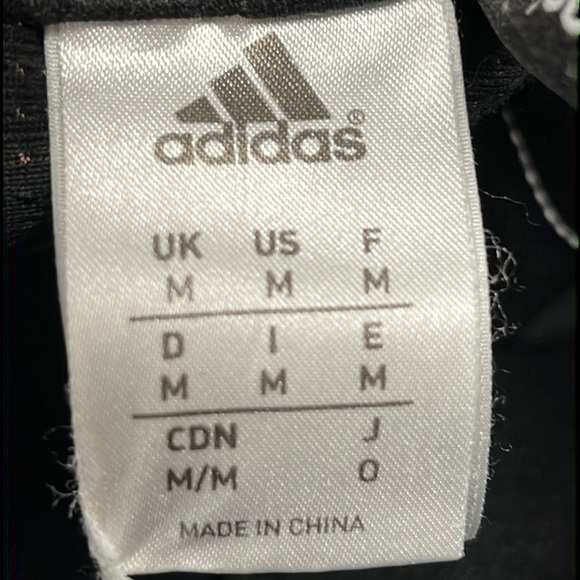 adidas®
UK US F
M M M
D I E
M M M
CDN J
M/M O
MADE IN CHINA